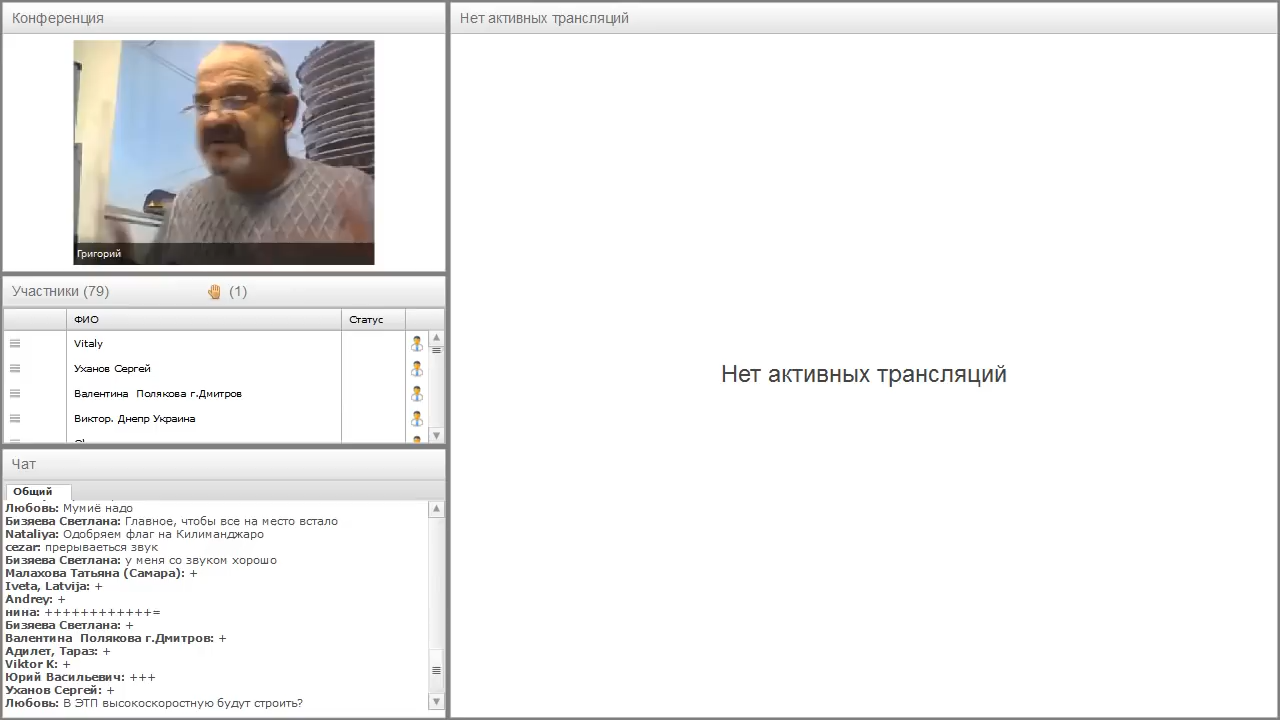 Конференция
Григорий
Участники (79) (1)
ФИО Статус
Vitaly
Уханов Сергей
Валентина Полякова г.Дмитров
Виктор. Днепр Украина
Чат
Общий
Любовь: Мумиё надо
Бизяева Светлана: Главное, чтобы все на место встало
Nataliya: Одобряем флаг на Килиманджаро
cezar: прерываеться звук
Бизяева Светлана: у меня со звуком хорошо
Малахова Татьяна (Самара): +
Iveta, Latvija: +
Andrey: +
нина: ++++++++++++=
Бизяева Светлана: +
Валентина Полякова г.Дмитров: +
Адилет, Тараз: +
Viktor K: +
Юрий Васильевич: +++
Уханов Сергей: +
Любовь: В ЭТП высокоскоростную будут строить?
Нет активных трансляций
Нет активных трансляций